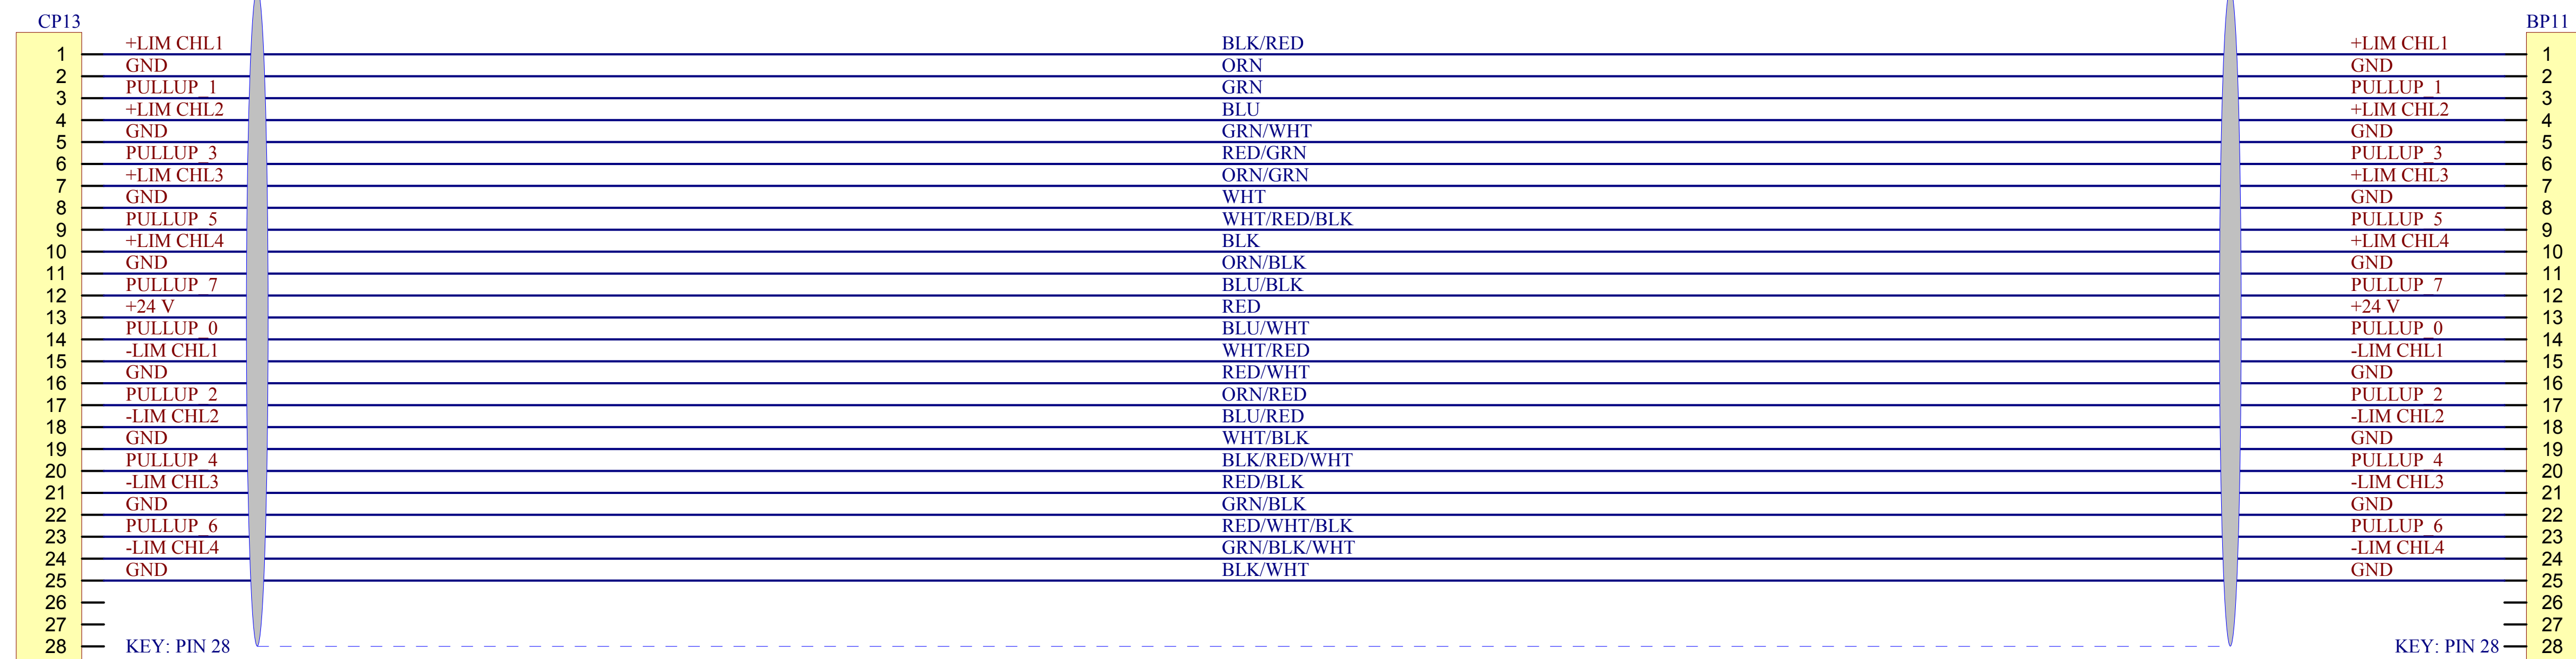 CP13 BP11
1 +LIM CHL1 BLK/RED +LIM CHL1 1
2 GND ORN GND 2
3 PULLUP_1 GRN PULLUP_1 3
4 +LIM CHL2 BLU +LIM CHL2 4
5 GND GRN/WHT GND 5
6 PULLUP_3 RED/GRN PULLUP_3 6
7 +LIM CHL3 ORN/GRN +LIM CHL3 7
8 GND WHT GND 8
9 PULLUP_5 WHT/RED/BLK PULLUP_5 9
10 +LIM CHL4 BLK +LIM CHL4 10
11 GND ORN/BLK GND 11
12 PULLUP_7 BLU/BLK PULLUP_7 12
13 +24 V RED +24 V 13
14 PULLUP_0 BLU/WHT PULLUP_0 14
15 -LIM CHL1 WHT/RED -LIM CHL1 15
16 GND RED/WHT GND 16
17 PULLUP_2 ORN/RED PULLUP_2 17
18 -LIM CHL2 BLU/RED -LIM CHL2 18
19 GND WHT/BLK GND 19
20 PULLUP_4 BLK/RED/WHT PULLUP_4 20
21 -LIM CHL3 RED/BLK -LIM CHL3 21
22 GND GRN/BLK GND 22
23 PULLUP_6 RED/WHT/BLK PULLUP_6 23
24 -LIM CHL4 GRN/BLK/WHT -LIM CHL4 24
25 GND BLK/WHT GND 25
26 26
27 27
28 KEY: PIN 28 KEY: PIN 28 28